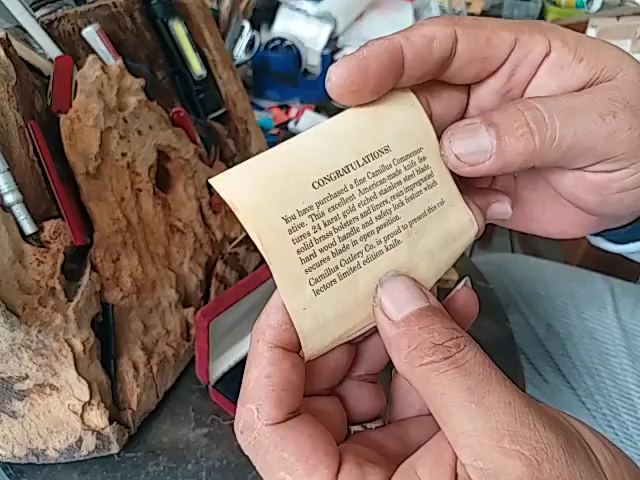 CONGRATULATIONS!
You have purchased a fine Camillus Commemor-
ative. This excellent American-made knife fea-
tures 24 karat gold etched stainless steel blade,
solid brass bolsters and liners, resin impregnated
hard wood handle and safety lock feature which
secures blade in open position.
Camillus Cutlery Co. is proud to present this col-
lectors limited edition knife.